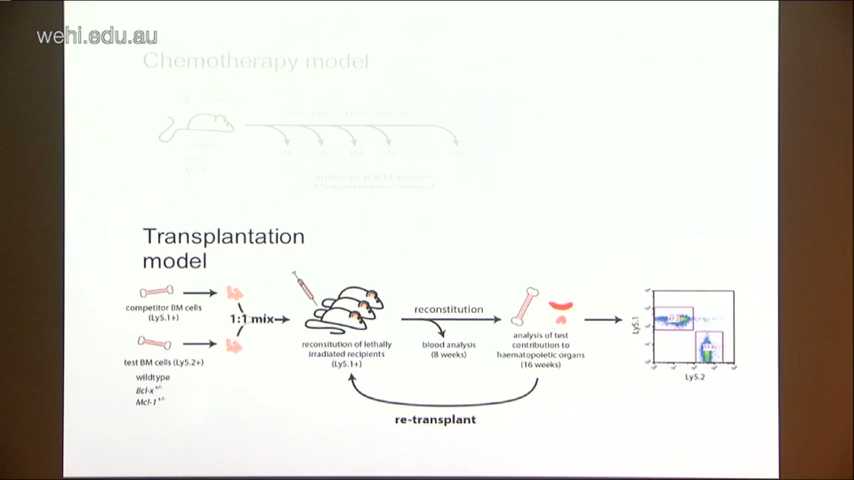 wehi.edu.au
Chemotherapy model
Transplantation
model
competitor BM cells
(Ly5.1+)
1:1 mix
test BM cells (Ly5.2+)
wildtype
Bcl-x+/-
Mcl-1+/-
reconsitution of lethally
irradiated recipients
(Ly5.1+)
reconstitution
blood analysis
(8 weeks)
analysis of test
contribution to
haematopoietic organs
(16 weeks)
re-transplant
Ly5.1
Ly5.2